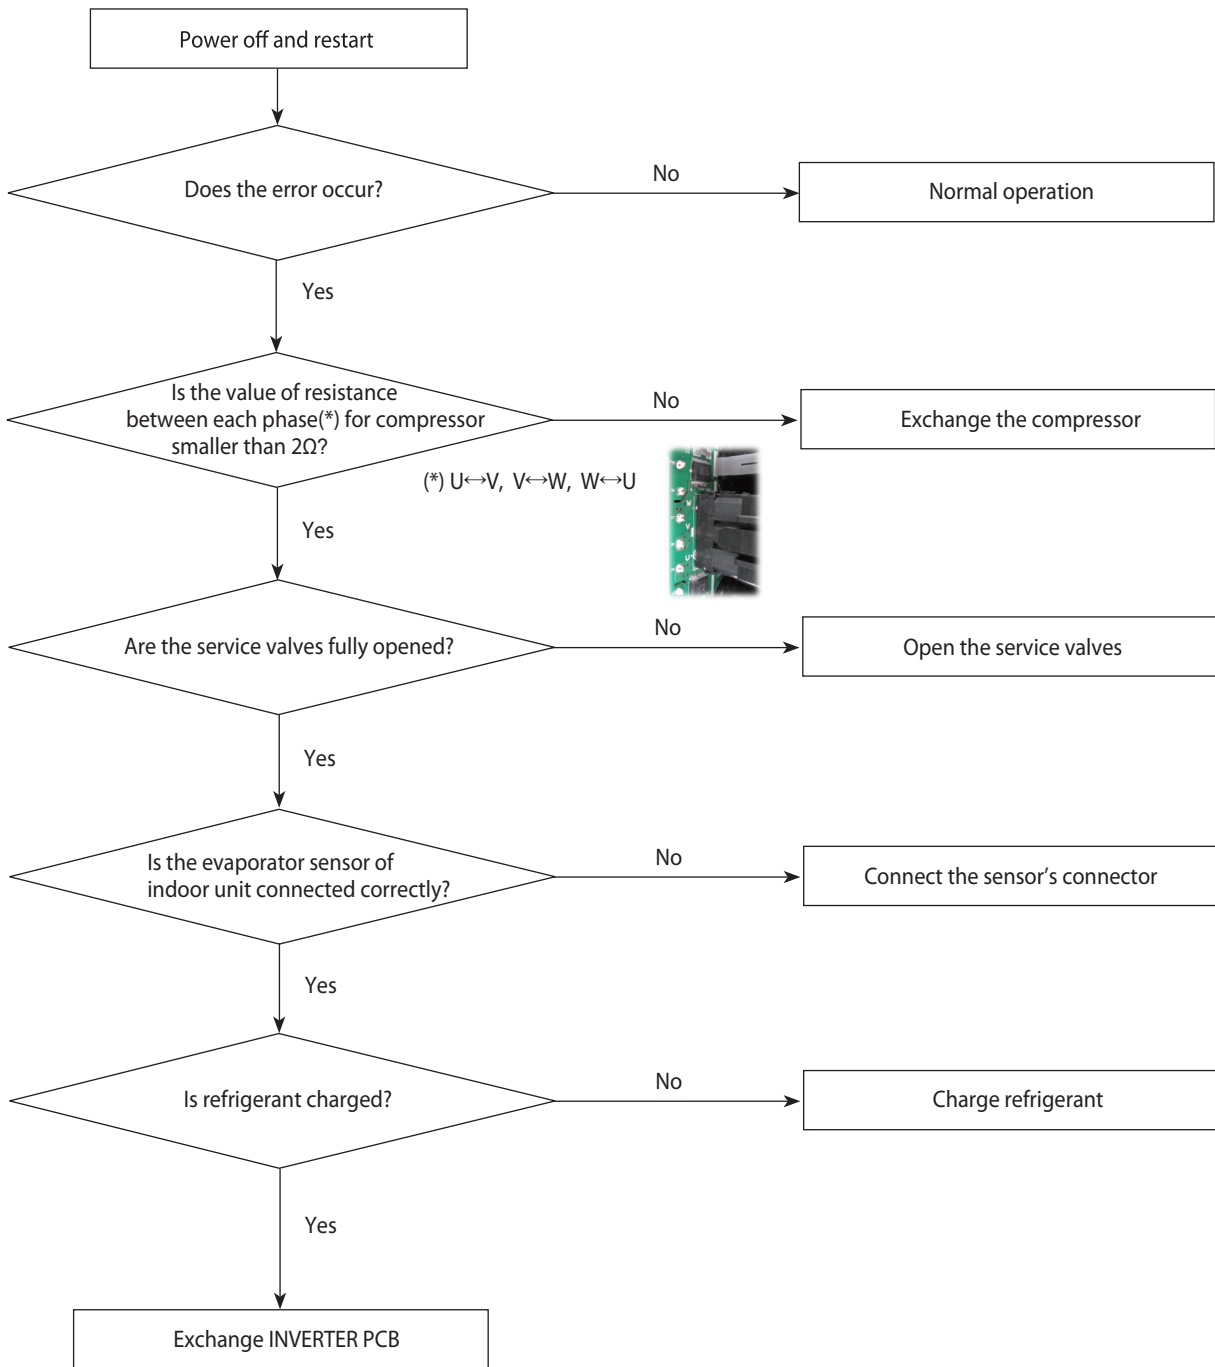 Power off and restart
Does the error occur?
No
Normal operation
Yes
Is the value of resistance
between each phase(*) for compressor
smaller than 2Ω?
No
Exchange the compressor
(*) U↔V, V↔W, W↔U
W
V
U
Yes
Are the service valves fully opened?
No
Open the service valves
Yes
Is the evaporator sensor of
indoor unit connected correctly?
No
Connect the sensor’s connector
Yes
Is refrigerant charged?
No
Charge refrigerant
Yes
Exchange INVERTER PCB